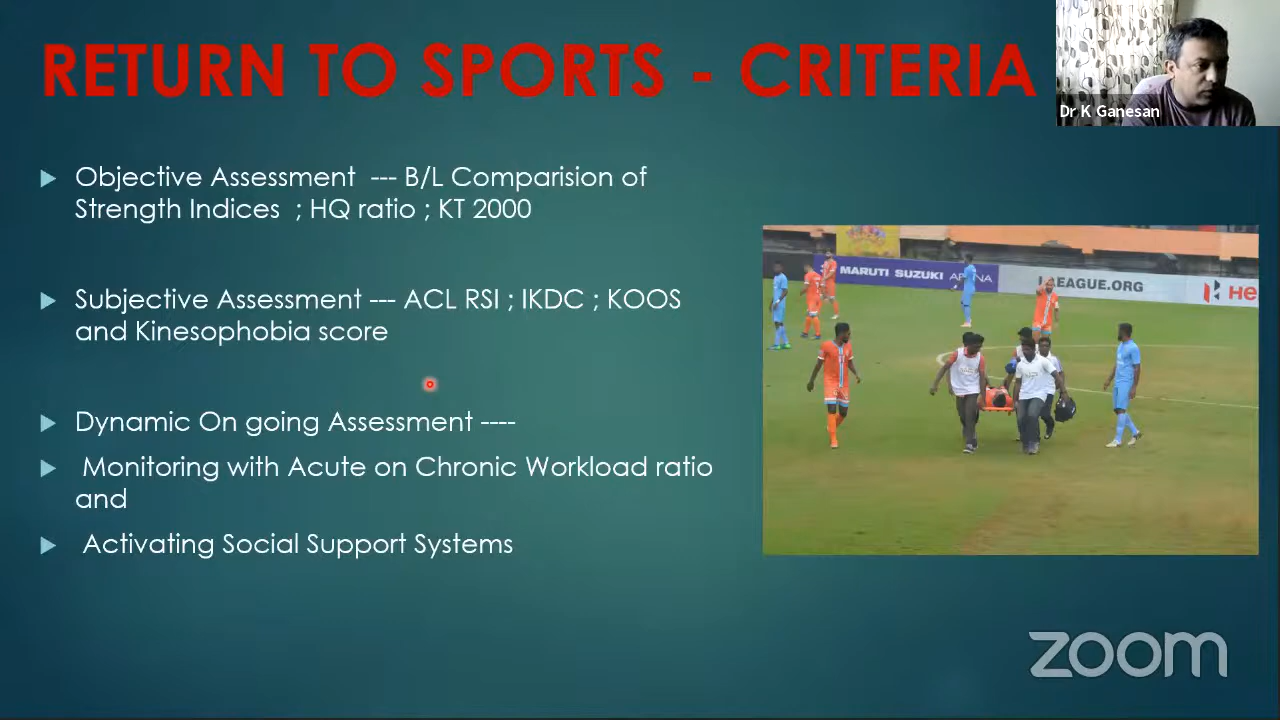 RETURN TO SPORTS - CRITERIA
Dr K Ganesan
Objective Assessment --- B/L Comparision of
Strength Indices ; HQ ratio ; KT 2000
Subjective Assessment --- ACL RSI ; IKDC ; KOOS
and Kinesophobia score
Dynamic On going Assessment ----
Monitoring with Acute on Chronic Workload ratio
and
Activating Social Support Systems
MARUTI SUZUKI ARENA
LEAGUE.ORG
HE
zoom